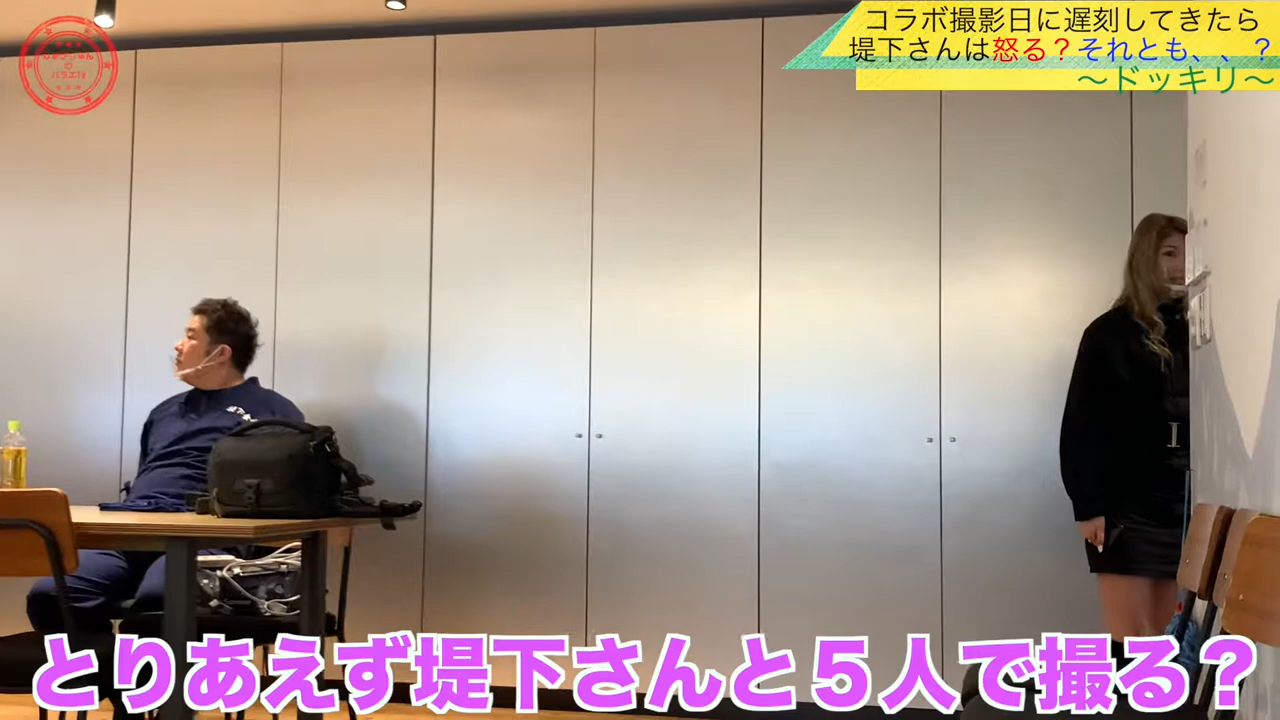 コラボ撮影日に遅刻してきたら
堤下さんは怒る？それとも、、？
〜ドッキリ〜
とりあえず堤下さんと５人で撮る？